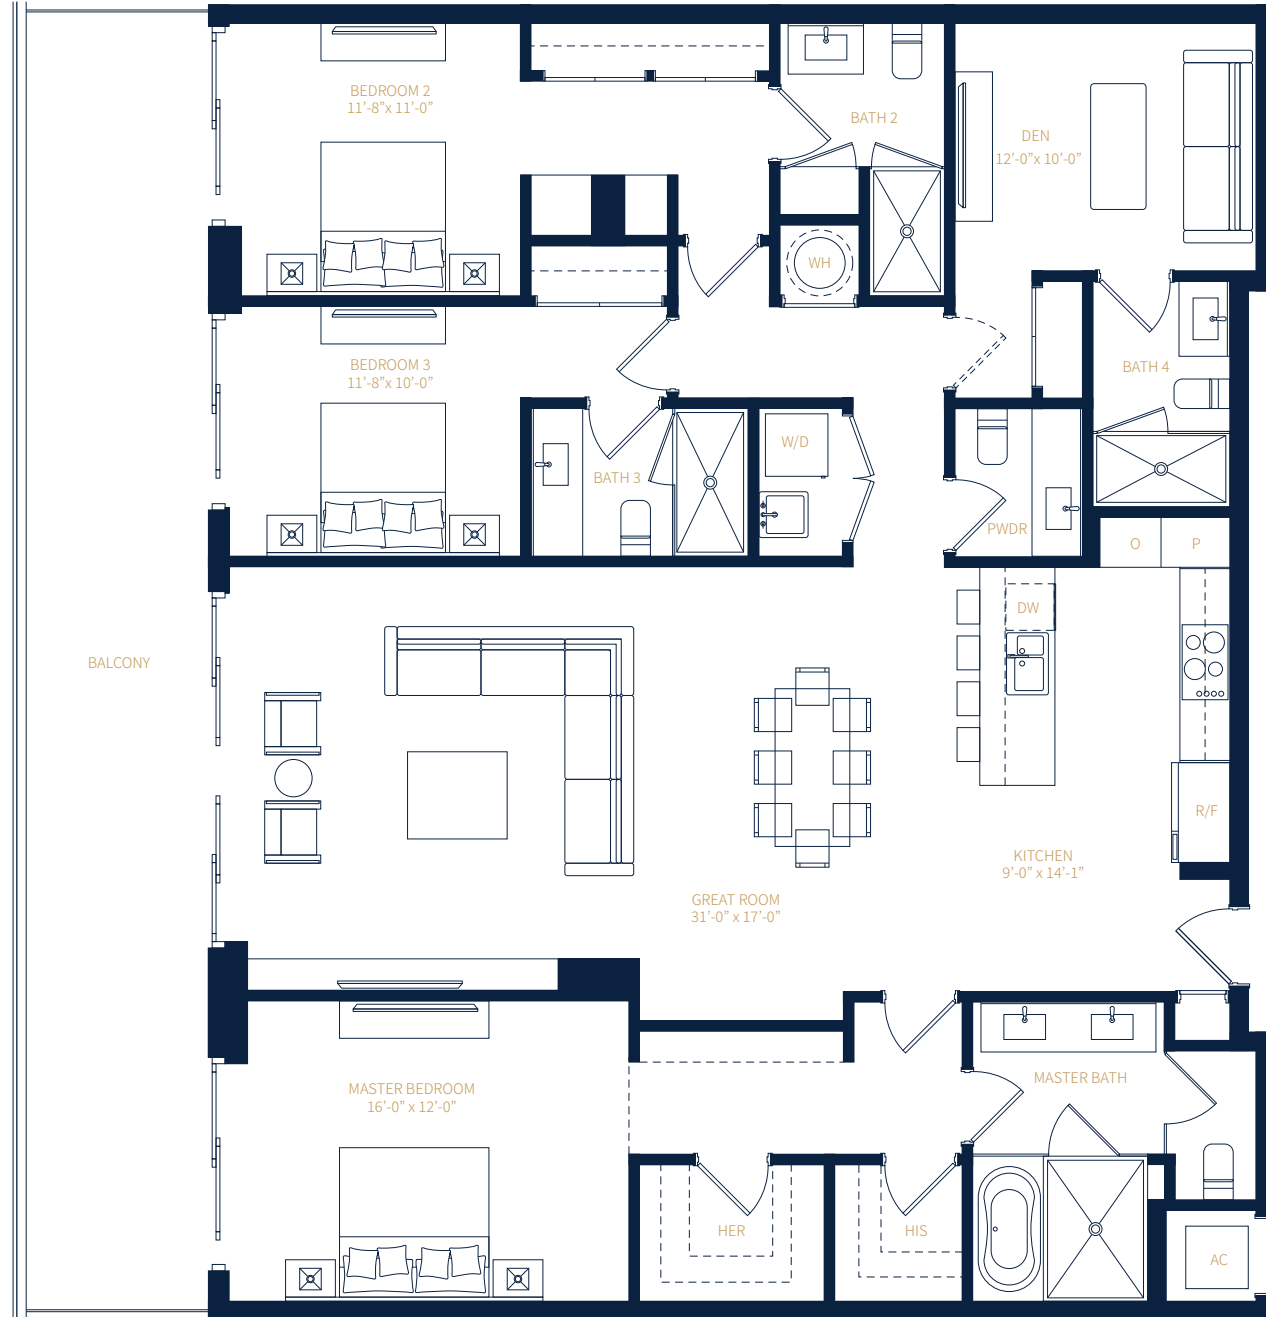 BEDROOM 2
11’-8”x 11’-0”
BATH 2
DEN
12’-0”x 10’-0”
WH
BEDROOM 3
11’-8”x 10’-0”
BATH 4
W/D
BATH 3
PWDR
O
P
DW
BALCONY
R/F
KITCHEN
9’-0” x 14’-1”
GREAT ROOM
31’-0” x 17’-0”
MASTER BEDROOM
16’-0” x 12’-0”
MASTER BATH
HER
HIS
AC